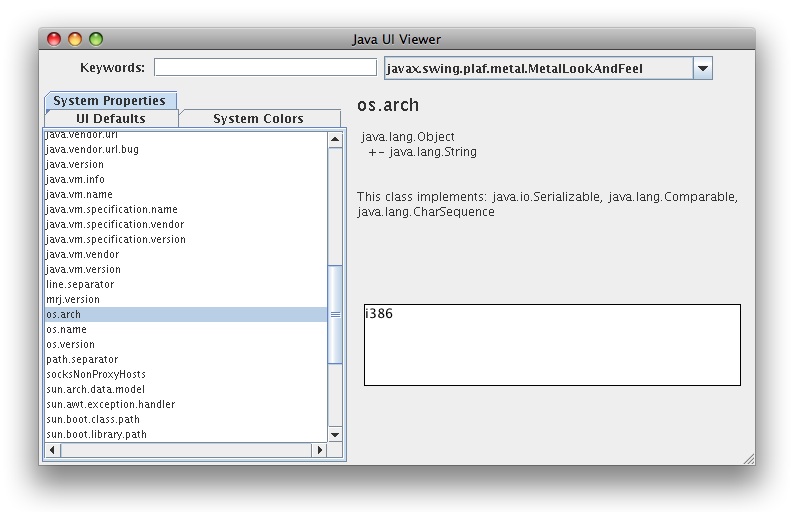 Java UI Viewer
Keywords:
javax.swing.plaf.metal.MetalLookAndFeel
System Properties
UI Defaults
System Colors
java.vendor.url
java.vendor.url.bug
java.version
java.vm.info
java.vm.name
java.vm.specification.name
java.vm.specification.vendor
java.vm.specification.version
java.vm.vendor
java.vm.version
line.separator
mrj.version
os.arch
os.name
os.version
path.separator
socksNonProxyHosts
sun.arch.data.model
sun.awt.exception.handler
sun.boot.class.path
sun.boot.library.path
os.arch
java.lang.Object
+- java.lang.String
This class implements: java.io.Serializable, java.lang.Comparable,
java.lang.CharSequence
i386